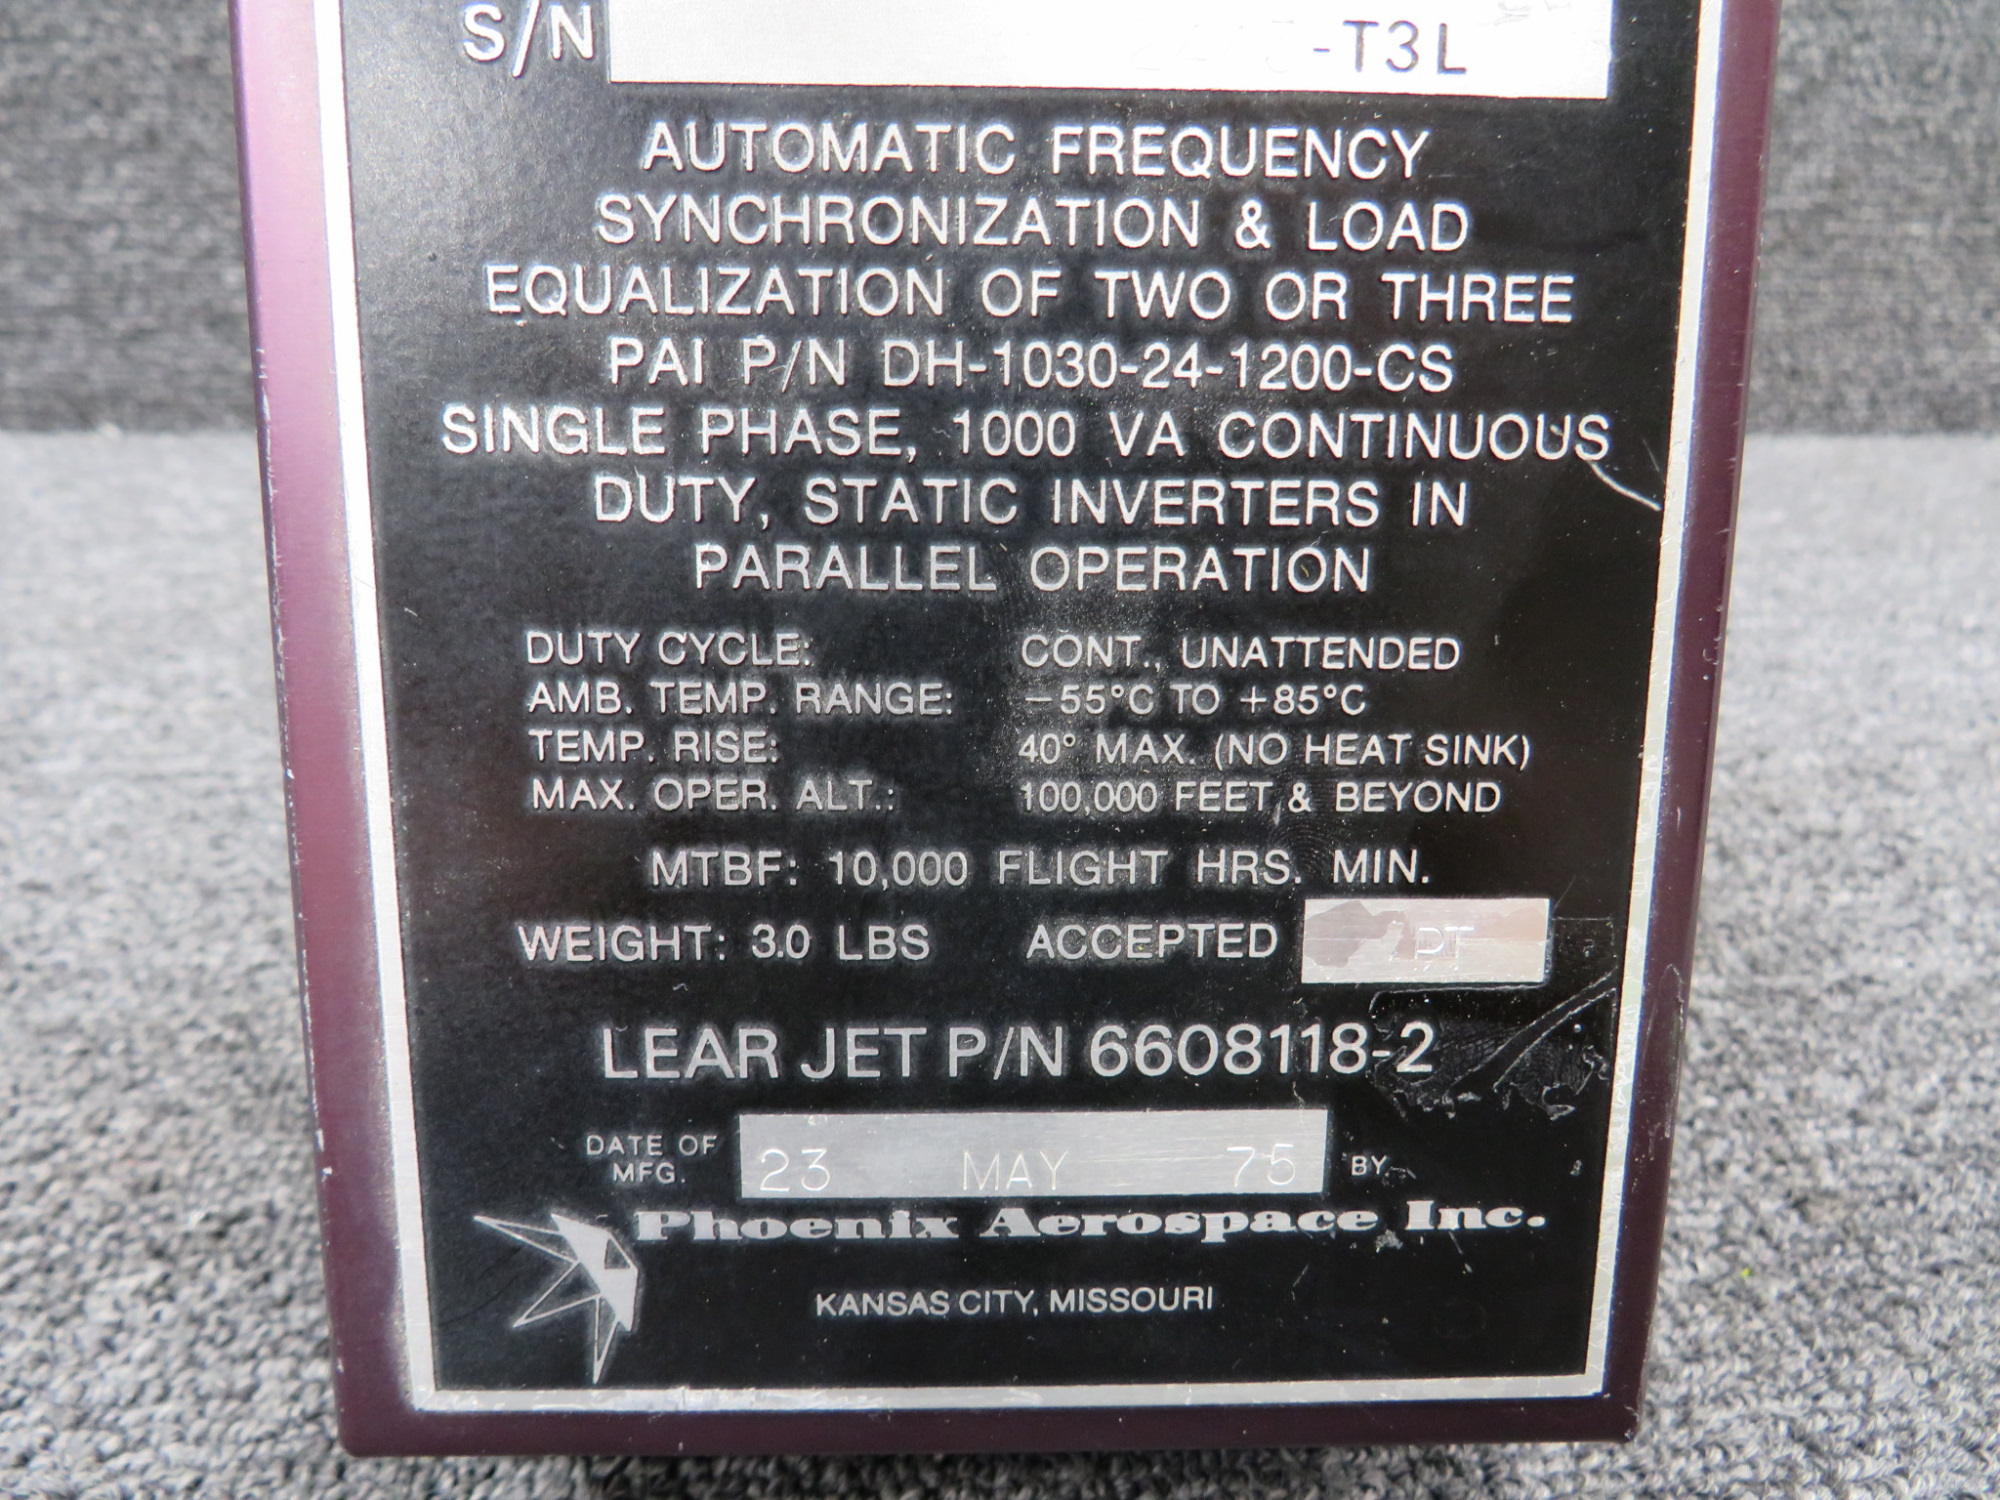 S/N -T3L
AUTOMATIC FREQUENCY
SYNCHRONIZATION & LOAD
EQUALIZATION OF TWO OR THREE
PAI P/N DH-1030-24-1200-CS
SINGLE PHASE, 1000 VA CONTINUOUS
DUTY, STATIC INVERTERS IN
PARALLEL OPERATION
DUTY CYCLE: CONT., UNATTENDED
AMB. TEMP. RANGE: -55°C TO +85°C
TEMP. RISE: 40° MAX. (NO HEAT SINK)
MAX. OPER. ALT.: 100,000 FEET & BEYOND
MTBF: 10,000 FLIGHT HRS. MIN.
WEIGHT: 3.0 LBS ACCEPTED
LEAR JET P/N 6608118-2
DATE OF MFG. 23 MAY 75 BY
Phoenix Aerospace, Inc.
KANSAS CITY, MISSOURI